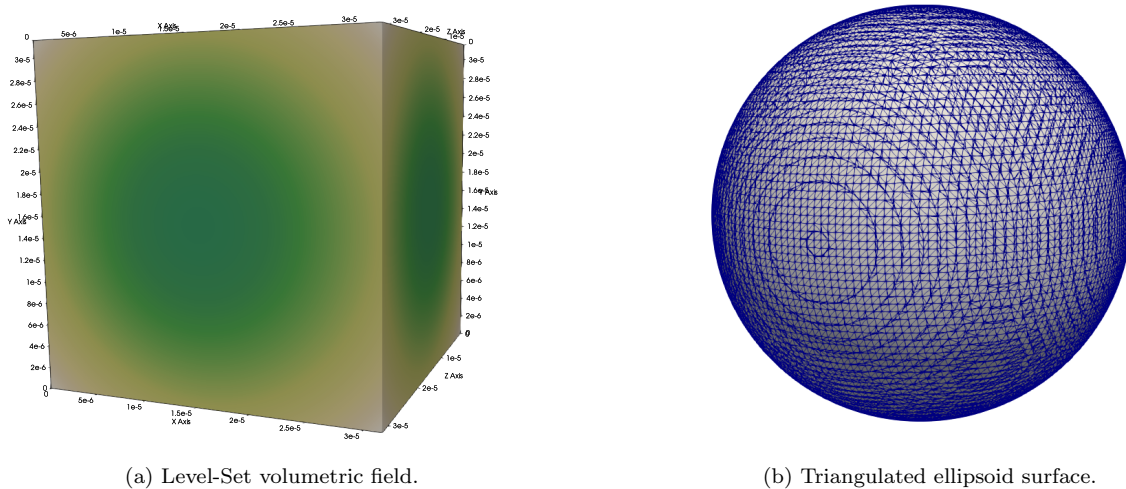 X Axis
0 5e-6 1e-5 1.5e-5 2e-5 2.5e-5 3e-5 3e-5 2e-5 1e-5 0
Z Axis
3e-5 3e-5
2.8e-5 2.8e-5
2.6e-5 2.6e-5
2.4e-5 2.4e-5
2.2e-5 2.2e-5
2e-5 2e-5
1.8e-5 1.8e-5
Y Axis 1.6e-5 1.6e-5 Y Axis
1.4e-5 1.4e-5
1.2e-5 1.2e-5
1e-5 1e-5
8e-6 8e-6
6e-6 6e-6
4e-6 4e-6
2e-6 2e-6
0 0
0 5e-6 1e-5 1.5e-5 2e-5 2.5e-5 3e-5 3e-5 2e-5 1e-5 0
X Axis
Z Axis
(a) Level-Set volumetric field.
(b) Triangulated ellipsoid surface.